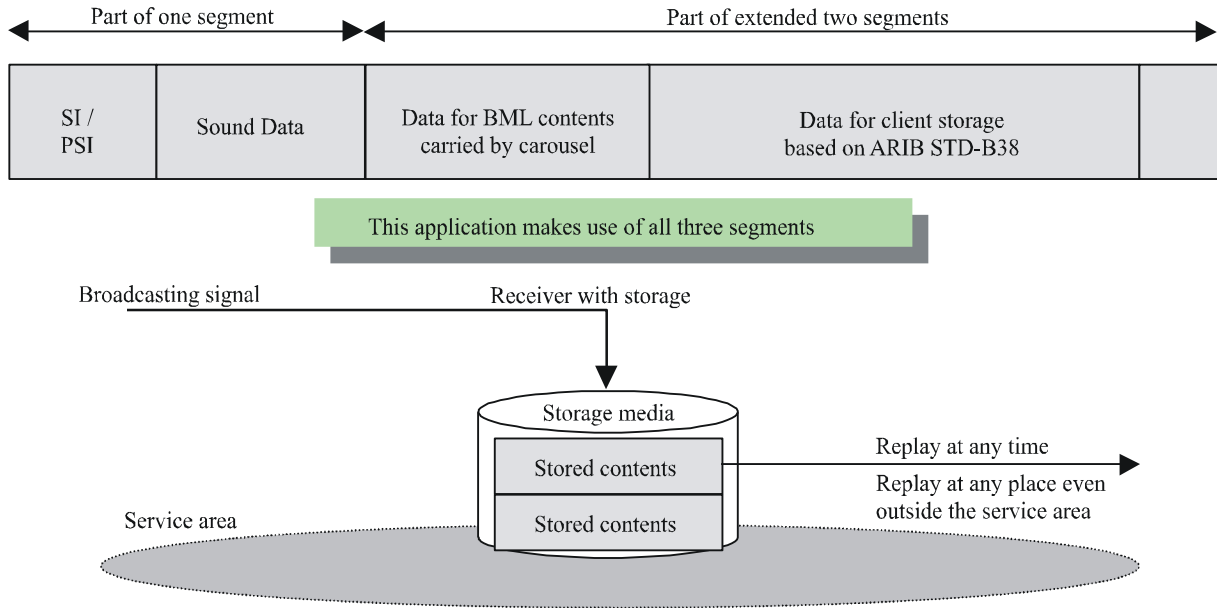 Part of one segment
Part of extended two segments
SI /
PSI
Sound Data
Data for BML contents
carried by carousel
Data for client storage
based on ARIB STD-B38
This application makes use of all three segments
Broadcasting signal
Receiver with storage
Storage media
Stored contents
Stored contents
Replay at any time
Replay at any place even
outside the service area
Service area